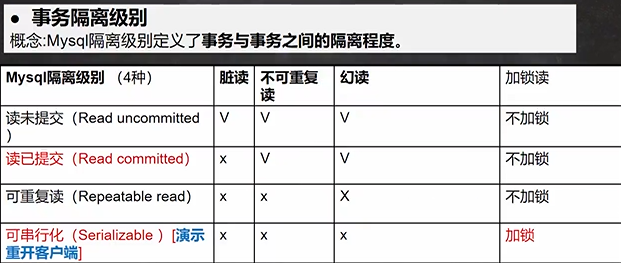 ● 事务隔离级别
概念:Mysql隔离级别定义了事务与事务之间的隔离程度。
Mysql隔离级别 （4种） 脏读 不可重复 幻读 加锁读
读
读未提交（Read uncommitted V V V 不加锁
）
读已提交（Read committed） x V V 不加锁
可重复读（Repeatable read） x x X 不加锁
可串行化（Serializable ）[演示 x x x 加锁
重开客户端]